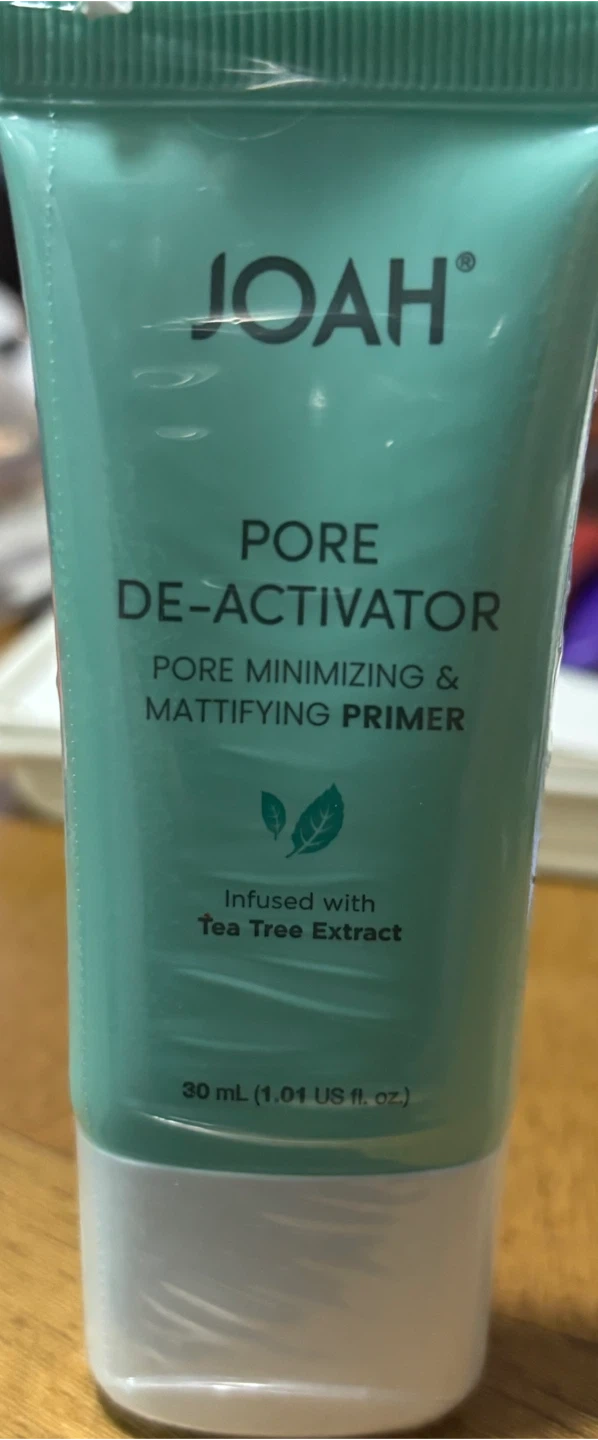 JOAH®
PORE
DE-ACTIVATOR
PORE MINIMIZING &
MATTIFYING PRIMER
Infused with
Tea Tree Extract
30 mL (1.01 US fl. oz.)